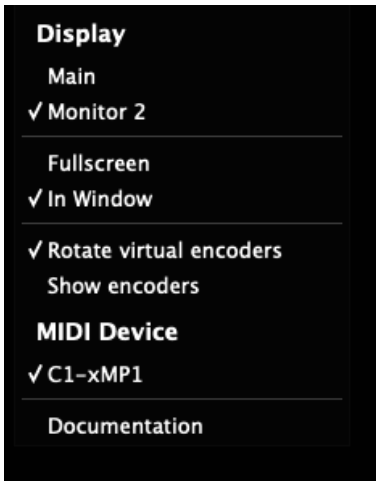 Display
Main
✓ Monitor 2
Fullscreen
✓ In Window
✓ Rotate virtual encoders
Show encoders
MIDI Device
✓ C1-xMP1
Documentation